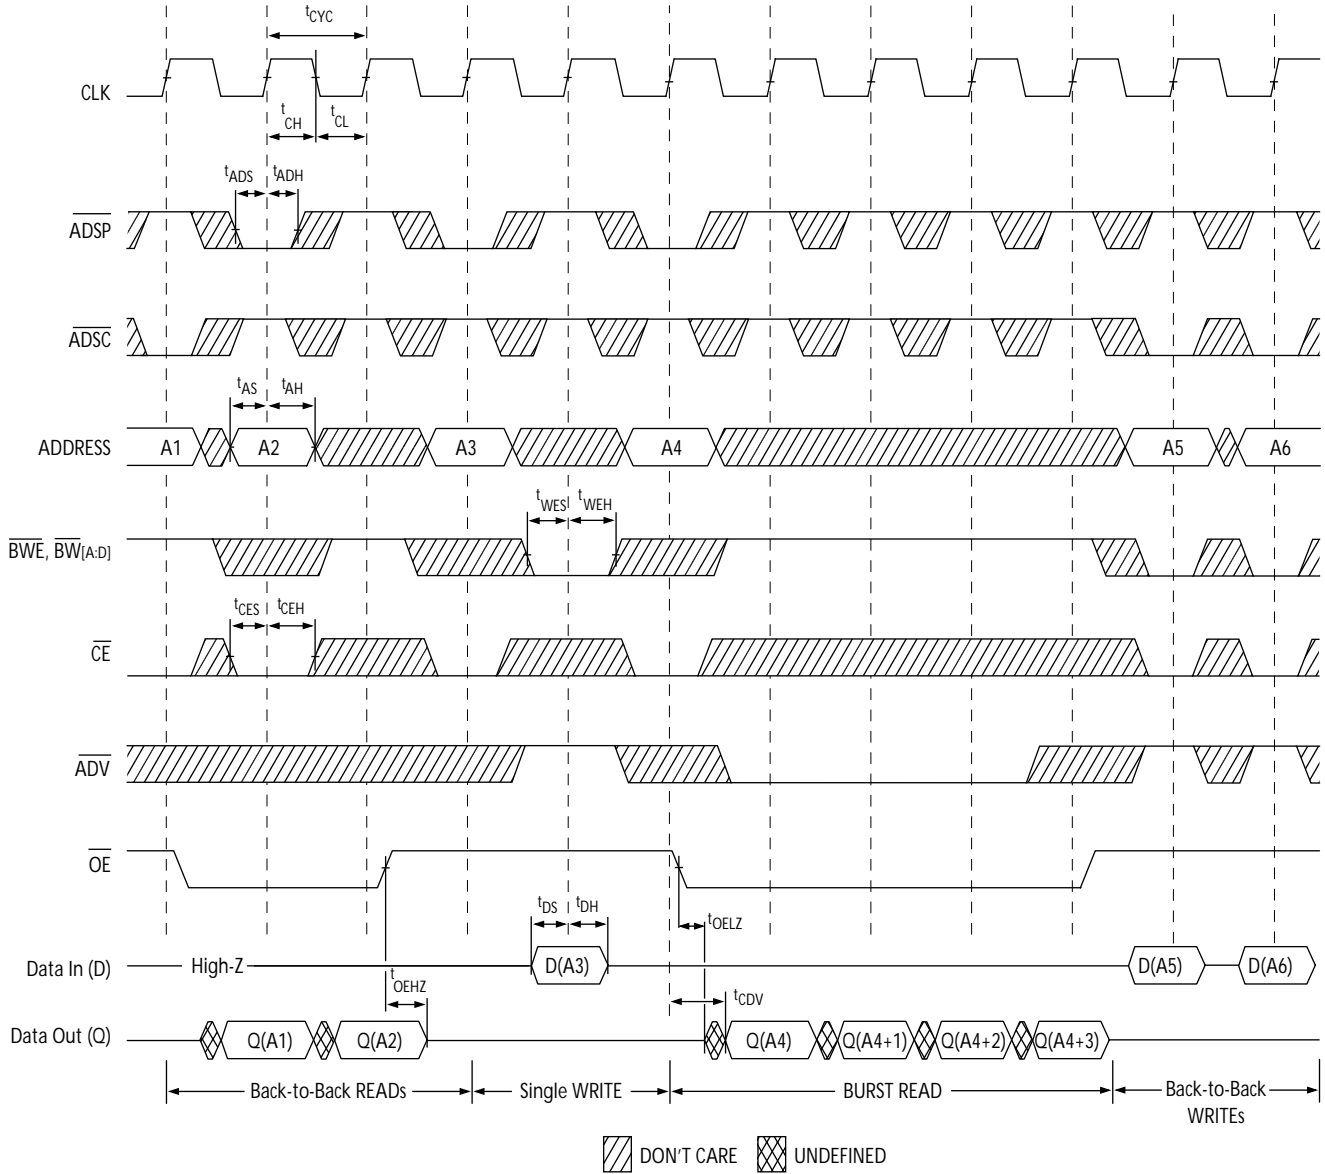 tCYC
CLK
tCH
tCL
tADS
tADH
ADSP
ADSC
tAS
tAH
ADDRESS
A1
A2
A3
A4
A5
A6
tWES
tWEH
BWE, BW[A:D]
tCES
tCEH
CE
ADV
OE
tDS
tDH
tOELZ
Data In (D)
High-Z
D(A3)
D(A5)
D(A6)
tOEHZ
tCDV
Data Out (Q)
Q(A1)
Q(A2)
Q(A4)
Q(A4+1)
Q(A4+2)
Q(A4+3)
Back-to-Back READs
Single WRITE
BURST READ
Back-to-Back
WRITEs
DON'T CARE
UNDEFINED